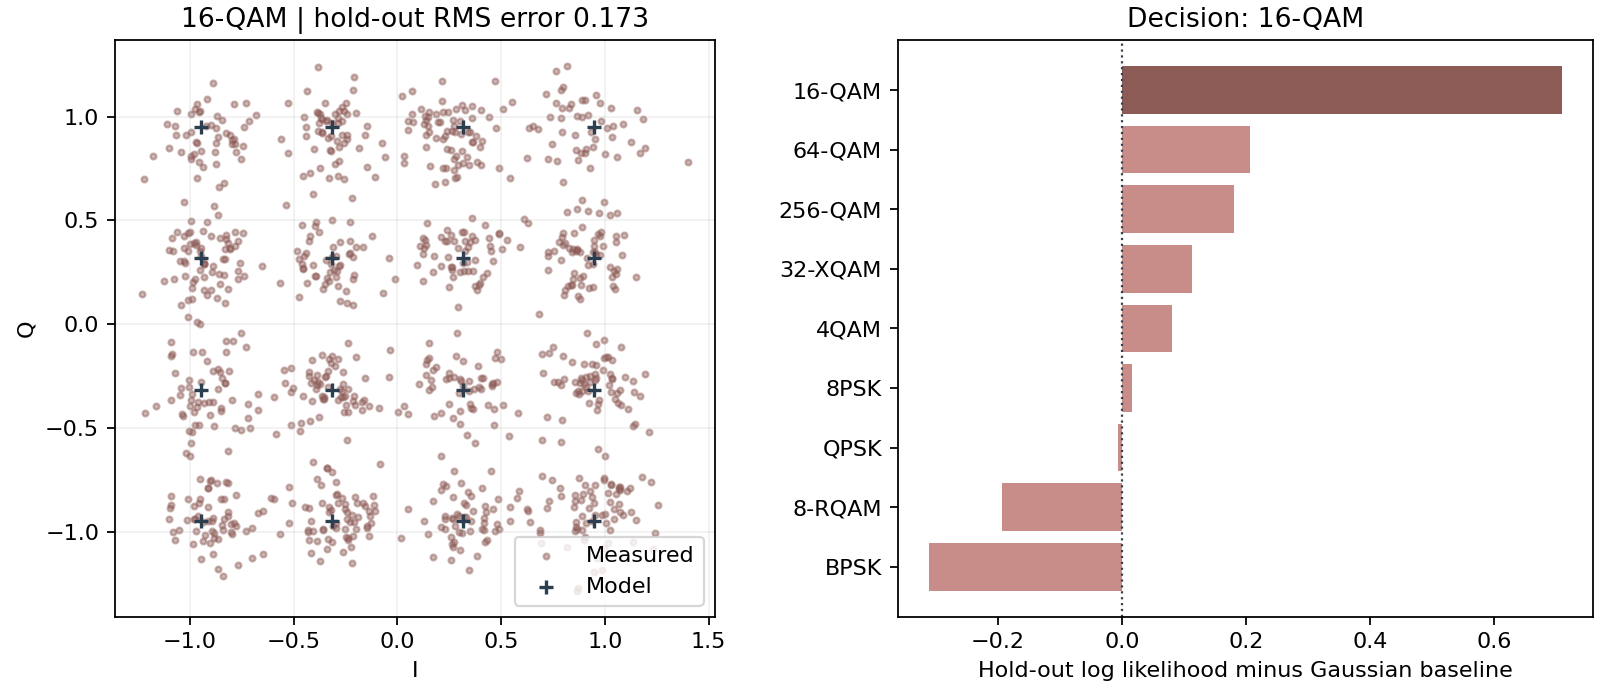 16-QAM | hold-out RMS error 0.173
Q
1.0
0.5
0.0
−0.5
−1.0
−1.0
−0.5
0.0
0.5
1.0
1.5
I
Measured
Model
Decision: 16-QAM
16-QAM
64-QAM
256-QAM
32-XQAM
4QAM
8PSK
QPSK
8-RQAM
BPSK
−0.2
0.0
0.2
0.4
0.6
Hold-out log likelihood minus Gaussian baseline